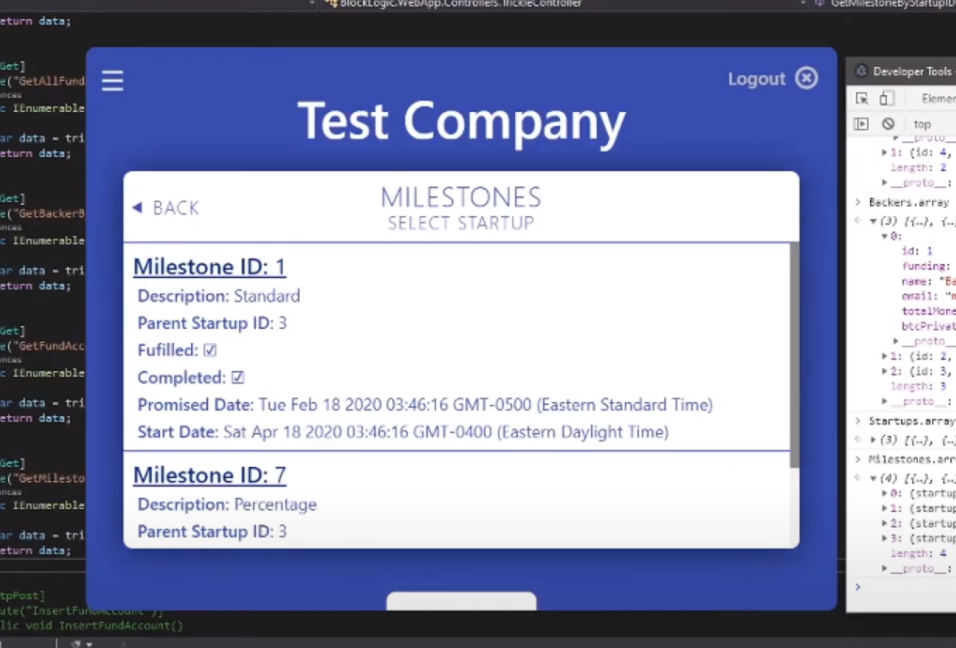 BlockLogic.WebApp.Controllers.TrickleController
eturn data;
Get]
e("GetAllFund
c IEnumerable
ar data = tri
eturn data;
Get]
e("GetBackerB
nces
c IEnumerable
ar data = tri
eturn data;
Get]
e("GetFundAcc
nces
c IEnumerable
ar data = tri
eturn data;
Get]
e("GetMilesto
nces
c IEnumerable
ar data = tri
eturn data;
tpPost]
ute("InsertFundAccount")]
lic void InsertFundAccount()
Logout
Test Company
BACK
MILESTONES
SELECT STARTUP
Milestone ID: 1
Description: Standard
Parent Startup ID: 3
Fufilled: ☑
Completed: ☑
Promised Date: Tue Feb 18 2020 03:46:16 GMT-0500 (Eastern Standard Time)
Start Date: Sat Apr 18 2020 03:46:16 GMT-0400 (Eastern Daylight Time)
Milestone ID: 7
Description: Percentage
Parent Startup ID: 3
Developer Tools -
Elemen
top
__proto__:
1: {id: 4,
length: 2
__proto__:
Backers.array
(3) [{…}, {…
0:
id: 1
funding:
name: "Ba
email: "m
totalMone
btcPrivat
__proto__:
1: {id: 2,
2: {id: 3,
length: 3
__proto__:
Startups.array
(3) [{…}, {…
Milestones.arr
(4) [{…}, {…
0: {startup
1: {startup
2: {startup
3: {startup
length: 4
__proto__: